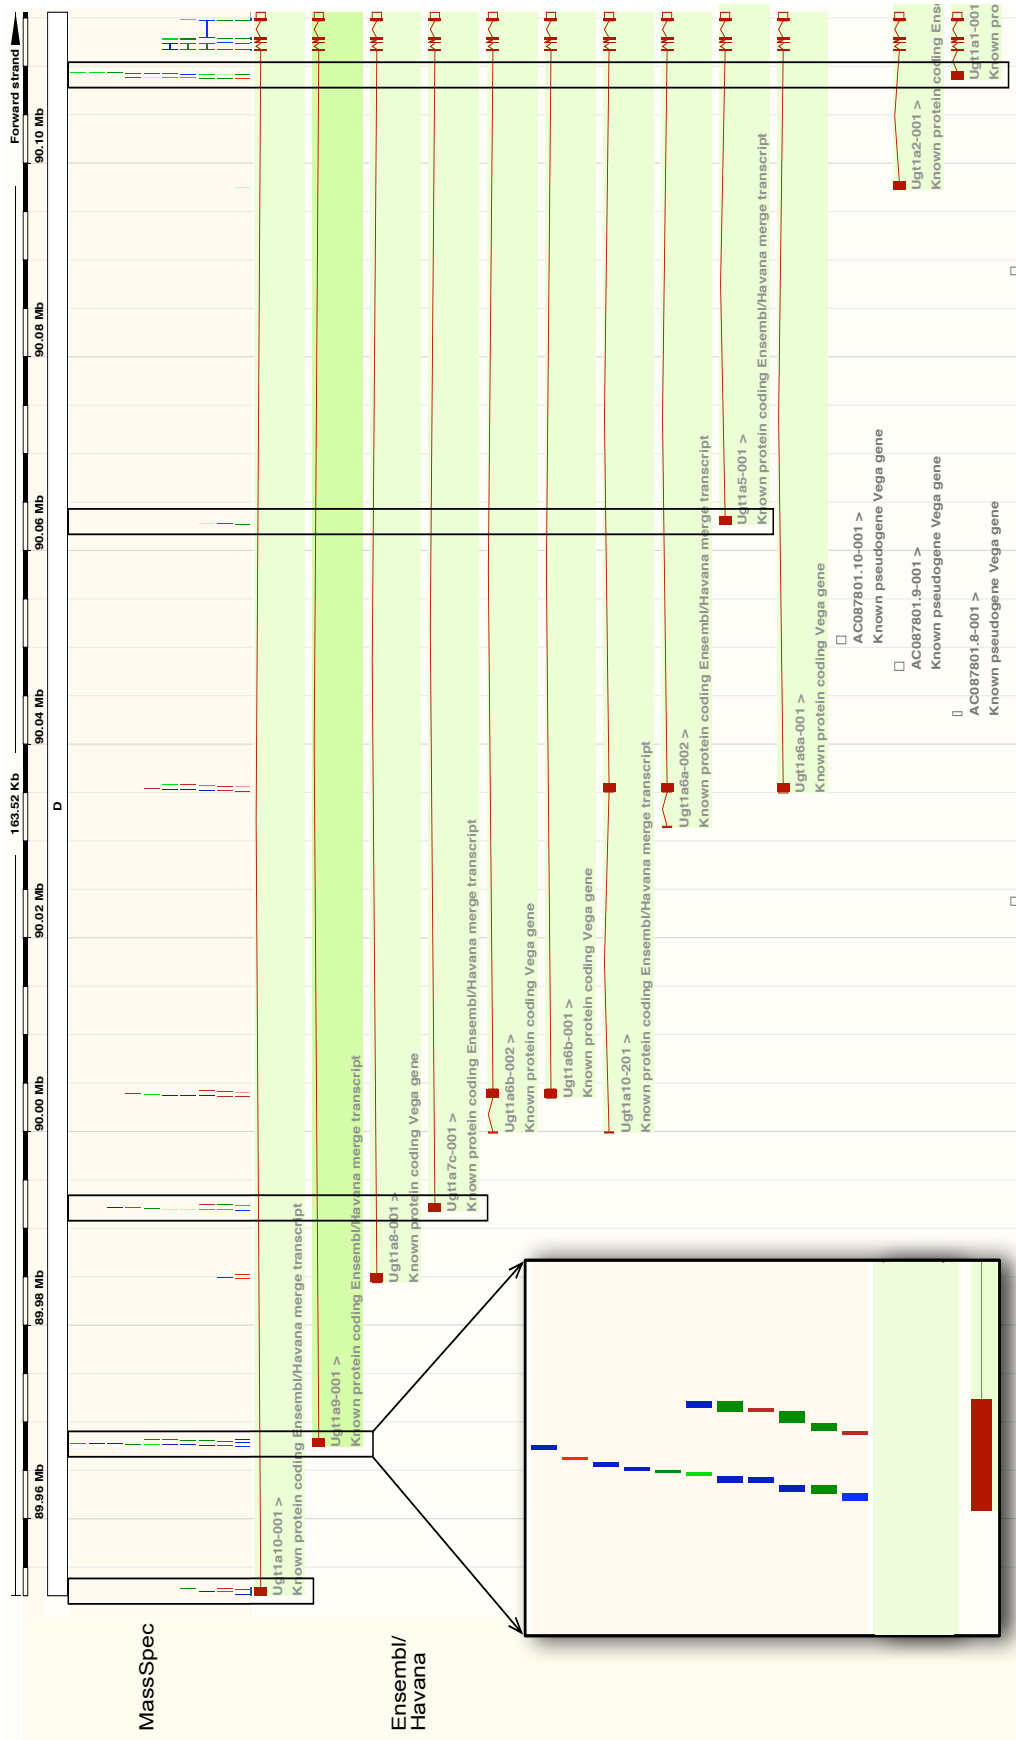 163.52 Kb
Forward strand
89.96 Mb
89.98 Mb
90.00 Mb
90.02 Mb
90.04 Mb
90.06 Mb
90.08 Mb
90.10 Mb
D
MassSpec
Ensembl/
Havana
Ugt1a10-001 >
Known protein coding Ensembl/Havana merge transcript
Ugt1a9-001 >
Known protein coding Ensembl/Havana merge transcript
Ugt1a8-001 >
Known protein coding Vega gene
Ugt1a7c-001 >
Known protein coding Ensembl/Havana merge transcript
Ugt1a6b-002 >
Known protein coding Vega gene
Ugt1a6b-001 >
Known protein coding Vega gene
Ugt1a10-201 >
Known protein coding Ensembl/Havana merge transcript
Ugt1a6a-002 >
Known protein coding Ensembl/Havana merge transcript
Ugt1a5-001 >
Known protein coding Ensembl/Havana merge transcript
Ugt1a6a-001 >
Known protein coding Vega gene
AC087801.10-001 >
Known pseudogene Vega gene
AC087801.9-001 >
Known pseudogene Vega gene
Ugt1a2-001 >
Known protein coding Ens
AC087801.8-001 >
Known pseudogene Vega gene
Ugt1a1-001
Known pro